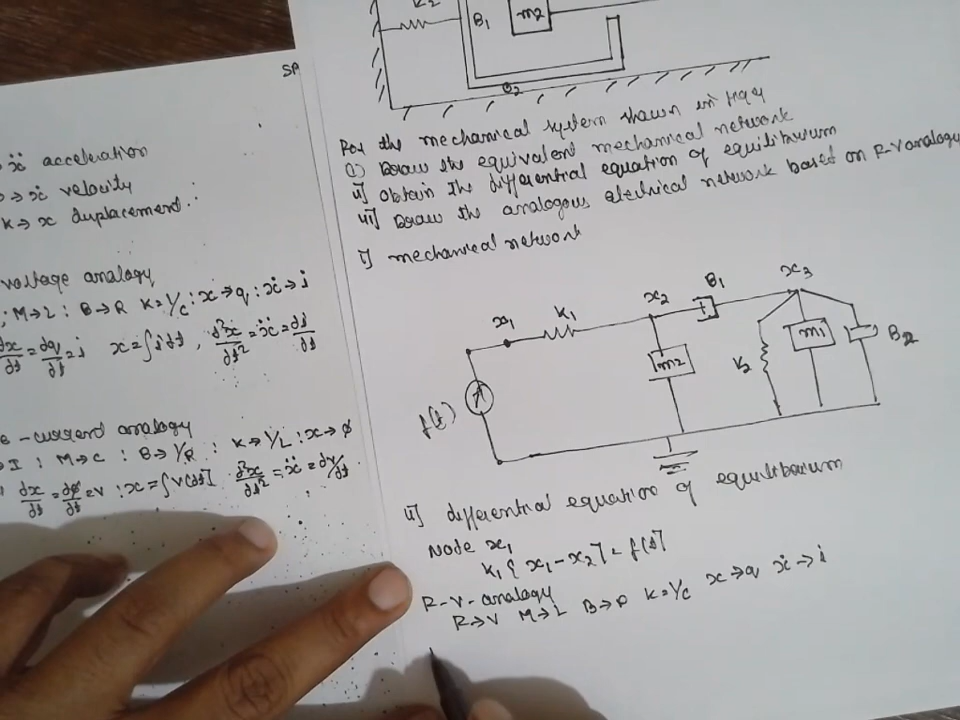 SP
ẍ acceleration
→ ẋ velocity
K → x displacement
voltage analogy
; M→L : B→R K=1/C : x→q : ẋ→i
dx/dt = dq/dt = i x = ∫idt , d²x/dt² = ẍ = di/dt
e-current analogy
→ I : M→C : B→1/R : K→1/L : x→φ
dx/dt = dφ/dt = v : x = ∫v(dt) d²x/dt² = ẍ = dv/dt
K2
B1
m2
B2
For the mechanical system shown in
i) Draw the equivalent mechanical network
ii) obtain the differential equation of equilibrium
iii) Draw the analogous electrical network based on F-V analogy
i) mechanical network
x1 K1 x2 B1 x3
f(t) m2 K2 m1 B2
ii) differential equation of equilibrium
Node x1
K1{x1-x2} = f(t)
F-V-analogy
F→V M→L B→R K=1/C x→q ẋ→i